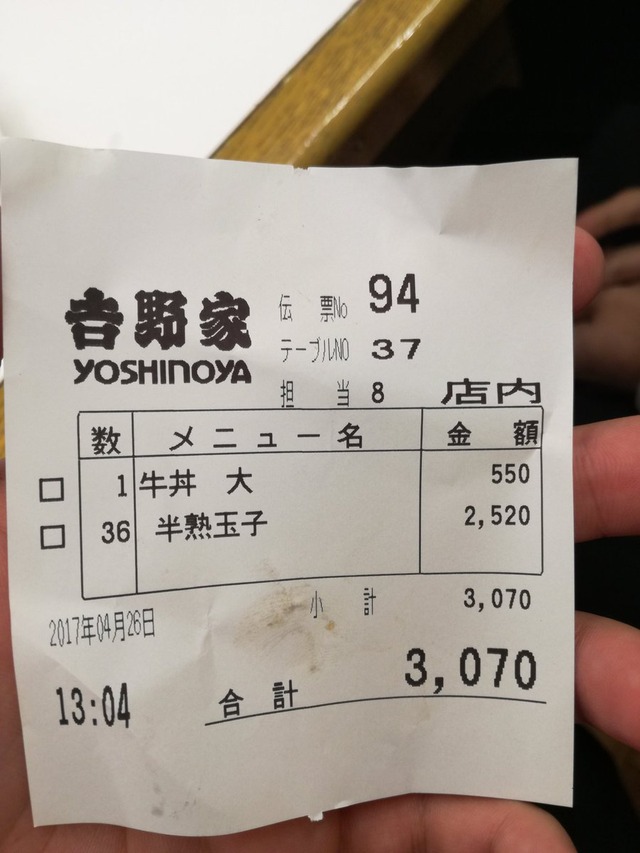 吉野家 伝票No 94
YOSHINOYA テーブルNO 37
担当 8 店内
数 メニュー名 金額
1 牛丼 大 550
36 半熟玉子 2,520
小計 3,070
2017年04月26日
13:04 合計 3,070